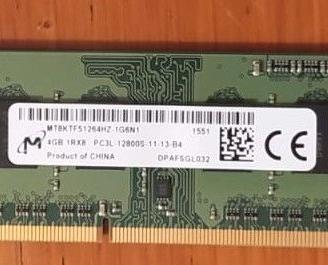 MT8KTF51264HZ-1G6N1 1551
4GB 1RX8 PC3L-12800S-11-13-B4
Product of CHINA DPAFSGL032
CE